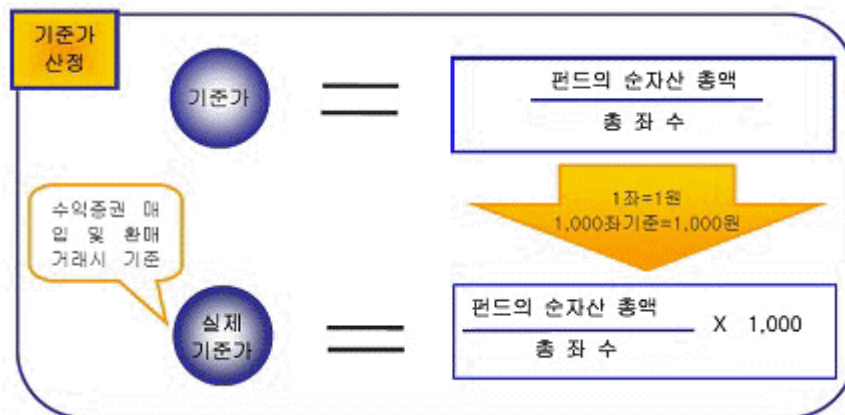 기준가
산정
기준가
펀드의 순자산 총액
총 좌 수
1좌=1원
1,000좌기준=1,000원
수익증권 매
입 및 환매
거래시 기준
실제
기준가
펀드의 순자산 총액
X 1,000
총 좌 수